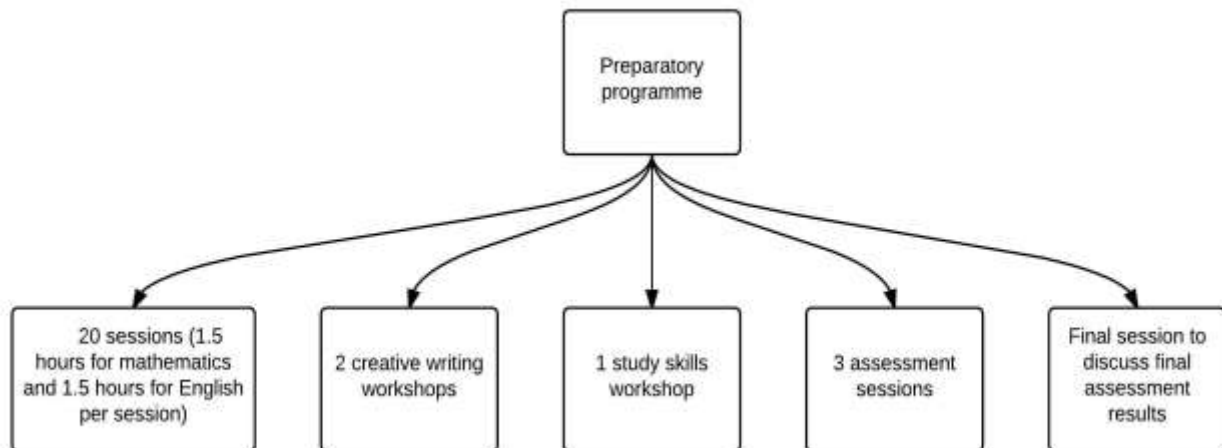 Preparatory
programme
20 sessions (1.5
hours for mathematics
and 1.5 hours for English
per session)
2 creative writing
workshops
1 study skills
workshop
3 assessment
sessions
Final session to
discuss final
assessment
results